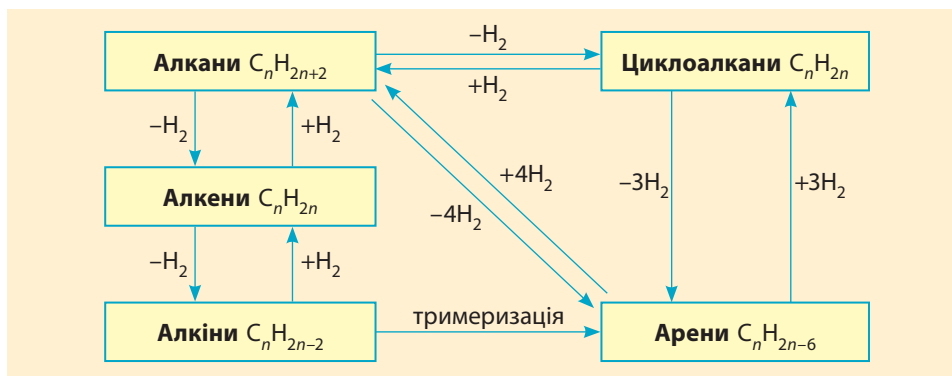 Алкани CₙH₂ₙ₊₂
–H₂
+H₂
Циклоалкани CₙH₂ₙ
–H₂
+H₂
Алкени CₙH₂ₙ
+4H₂
–4H₂
–3H₂
+3H₂
–H₂
+H₂
Алкіни CₙH₂ₙ₋₂
тримеризація
Арени CₙH₂ₙ₋₆